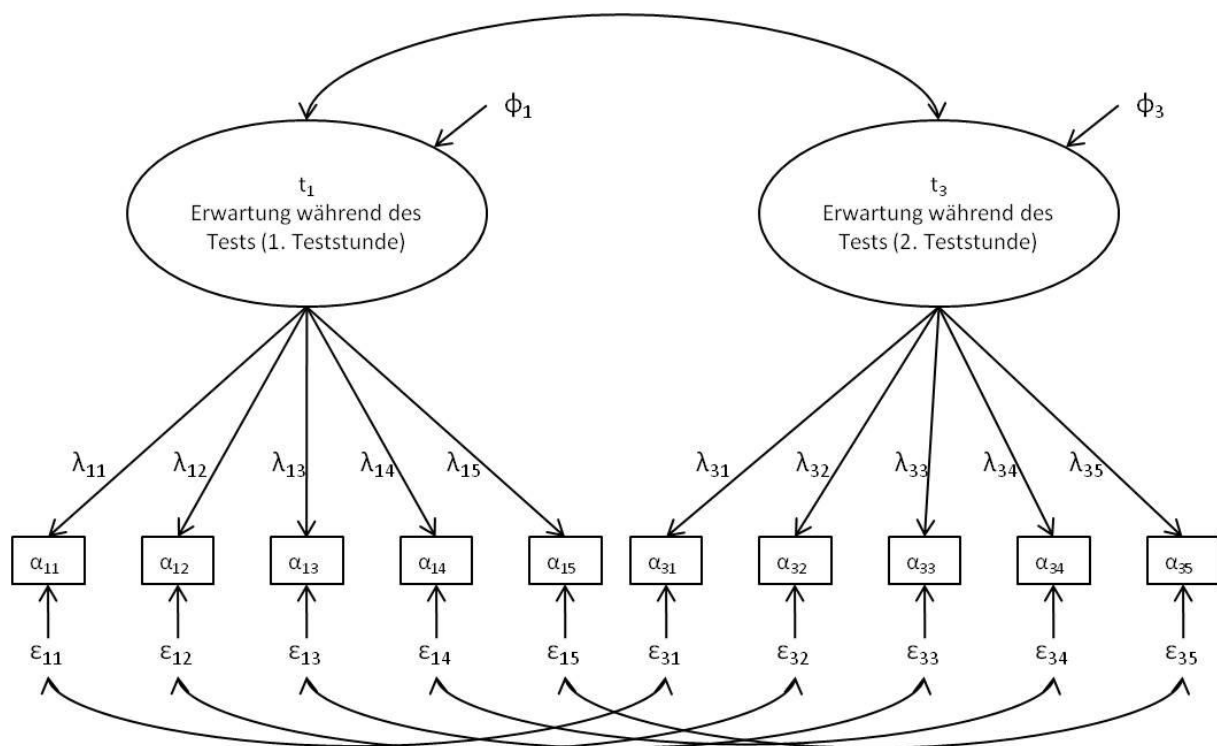 ϕ₁
ϕ₃
t₁
Erwartung während des
Tests (1. Teststunde)
t₃
Erwartung während des
Tests (2. Teststunde)
λ₁₁ λ₁₂ λ₁₃ λ₁₄ λ₁₅ λ₃₁ λ₃₂ λ₃₃ λ₃₄ λ₃₅
α₁₁ α₁₂ α₁₃ α₁₄ α₁₅ α₃₁ α₃₂ α₃₃ α₃₄ α₃₅
ε₁₁ ε₁₂ ε₁₃ ε₁₄ ε₁₅ ε₃₁ ε₃₂ ε₃₃ ε₃₄ ε₃₅